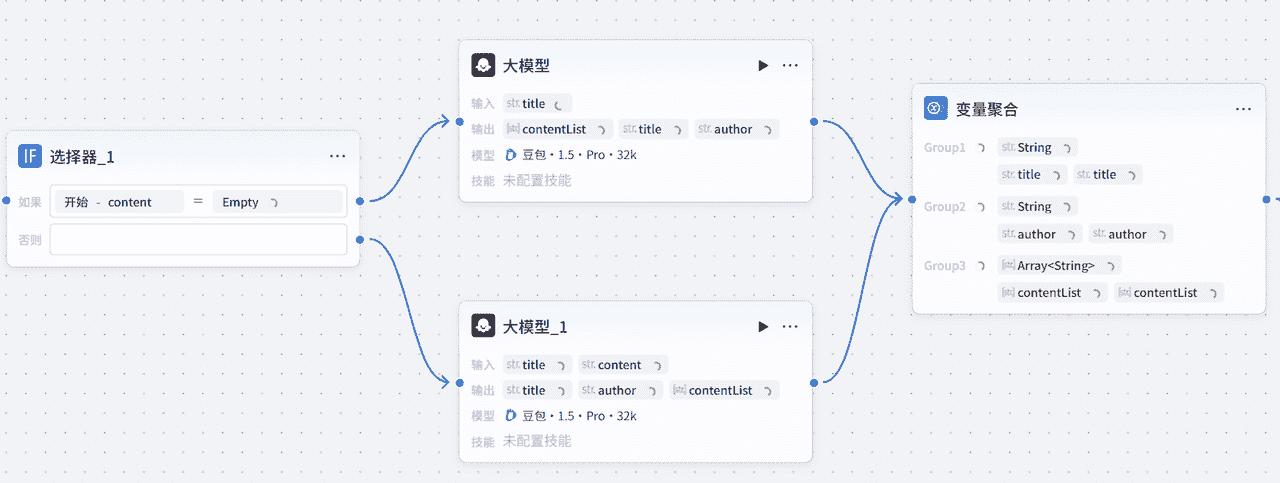 IF 选择器_1 ...
如果 开始 - content = Empty
否则
大模型 ...
输入 str. title
输出 [str] contentList str. title str. author
模型 豆包·1.5·Pro·32k
技能 未配置技能
大模型_1 ...
输入 str. title str. content
输出 str. title str. author [str] contentList
模型 豆包·1.5·Pro·32k
技能 未配置技能
变量聚合 ...
Group1 str. String
str. title str. title
Group2 str. String
str. author str. author
Group3 [str] Array<String>
[str] contentList [str] contentList